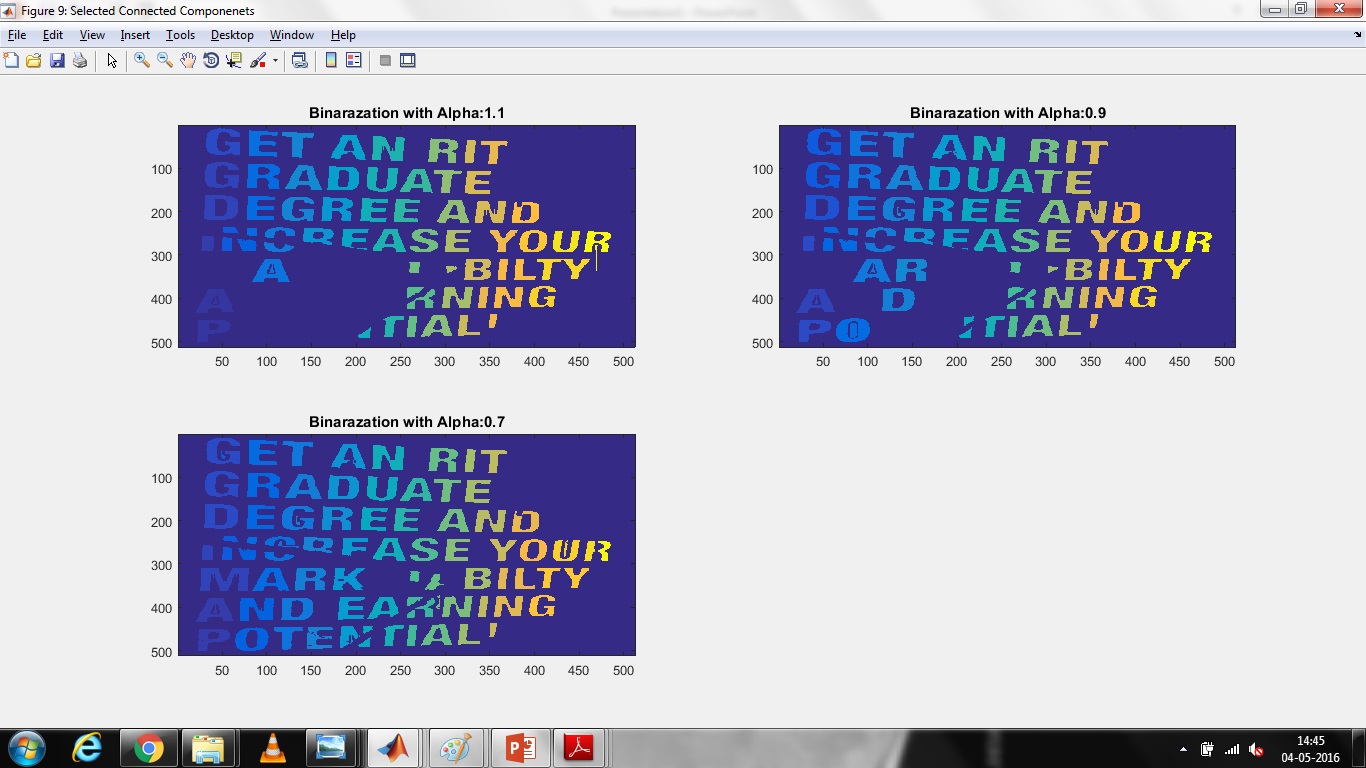 Figure 9: Selected Connected Componenets
File Edit View Insert Tools Desktop Window Help
Binarazation with Alpha:1.1
GET AN RIT
GRADUATE
DEGREE AND
INCREASE YOUR
A BILTY
A RNING
P TIAL'
100
200
300
400
500
50 100 150 200 250 300 350 400 450 500
Binarazation with Alpha:0.9
GET AN RIT
GRADUATE
DEGREE AND
INCREASE YOUR
AR BILTY
A D RNING
PO TIAL'
100
200
300
400
500
50 100 150 200 250 300 350 400 450 500
Binarazation with Alpha:0.7
GET AN RIT
GRADUATE
DEGREE AND
INCREASE YOUR
MARK BILTY
AND EARNING
POTENTIAL'
100
200
300
400
500
50 100 150 200 250 300 350 400 450 500
14:45
04-05-2016